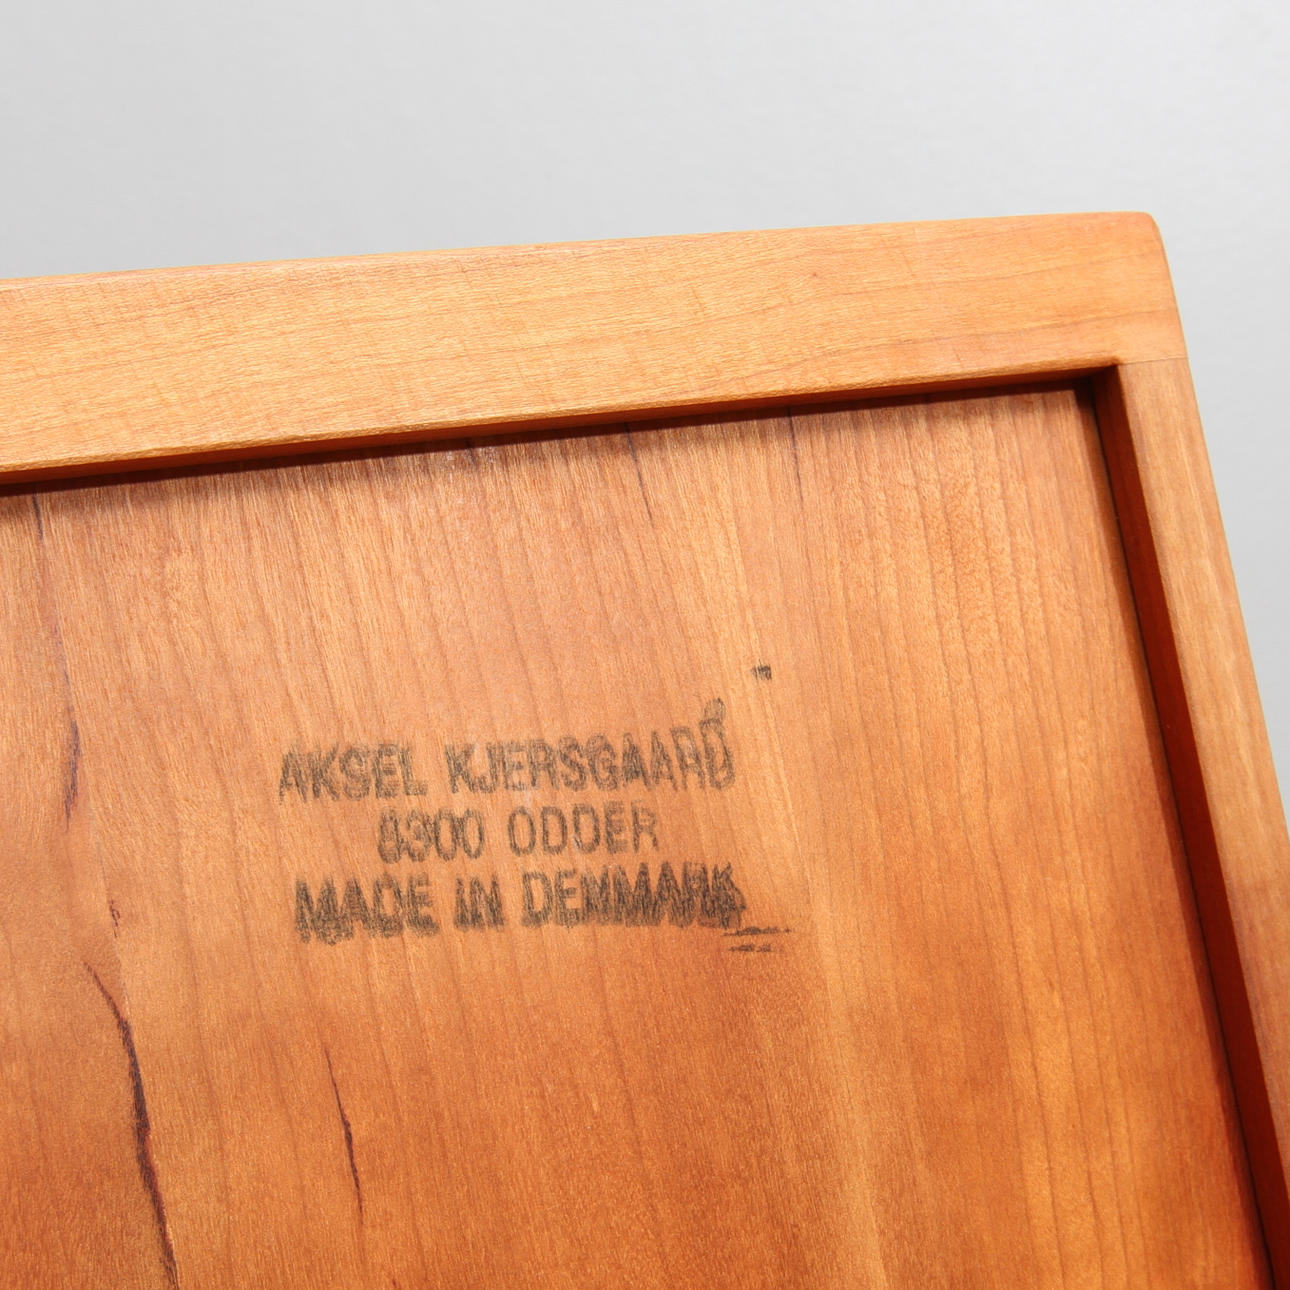 AKSEL KJERSGAARD
8300 ODDER
MADE IN DENMARK